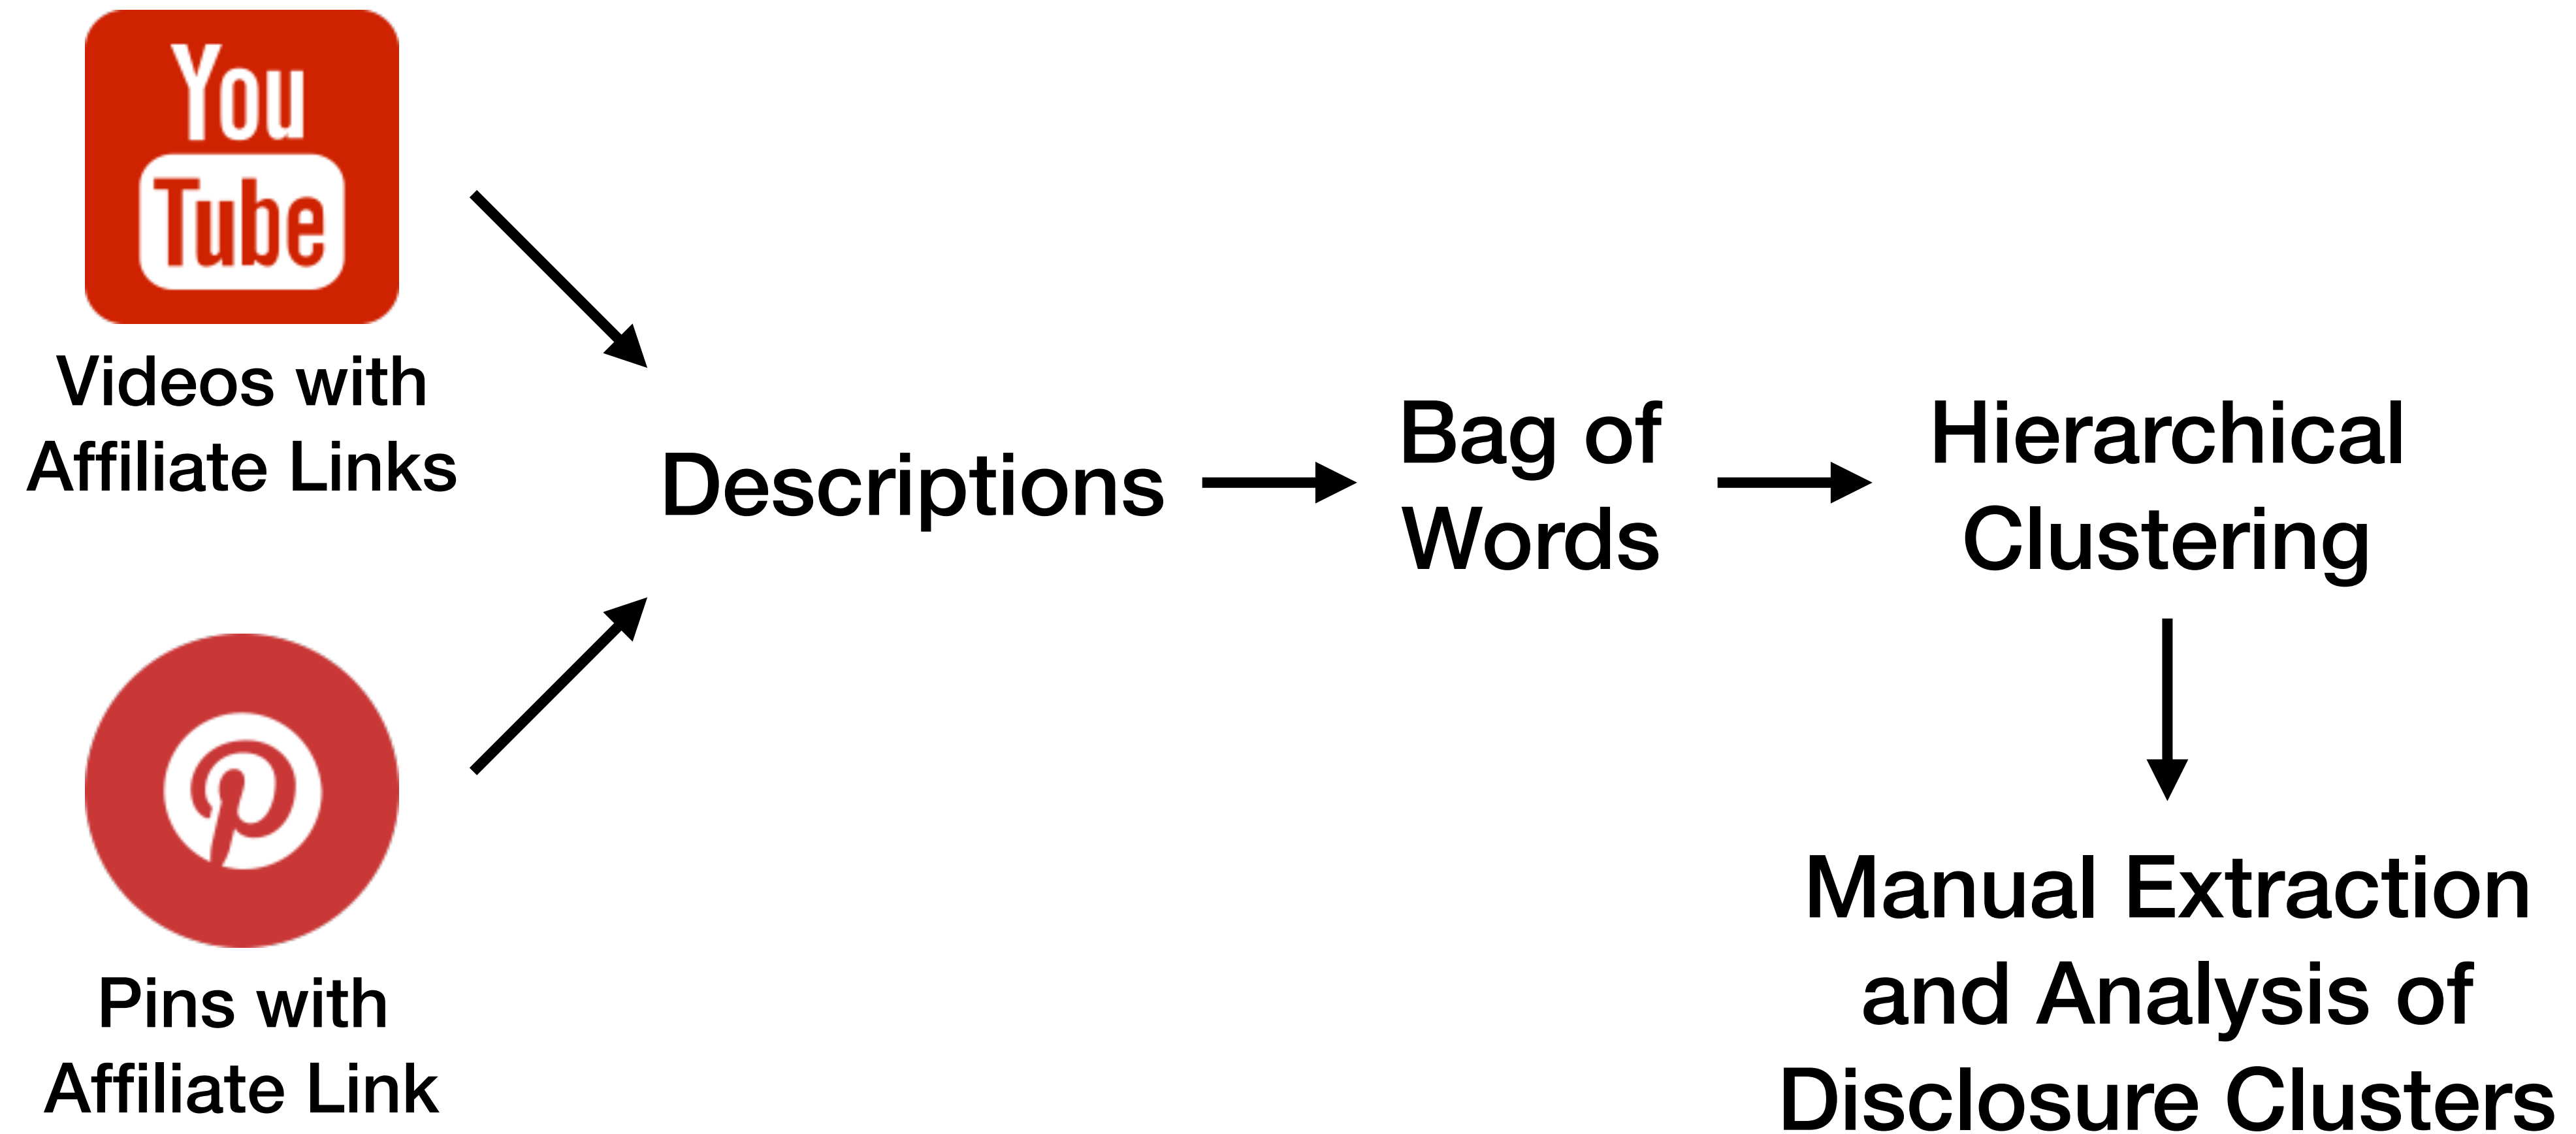 You
Tube
Videos with
Affiliate Links
Pins with
Affiliate Link
Descriptions
Bag of
Words
Hierarchical
Clustering
Manual Extraction
and Analysis of
Disclosure Clusters